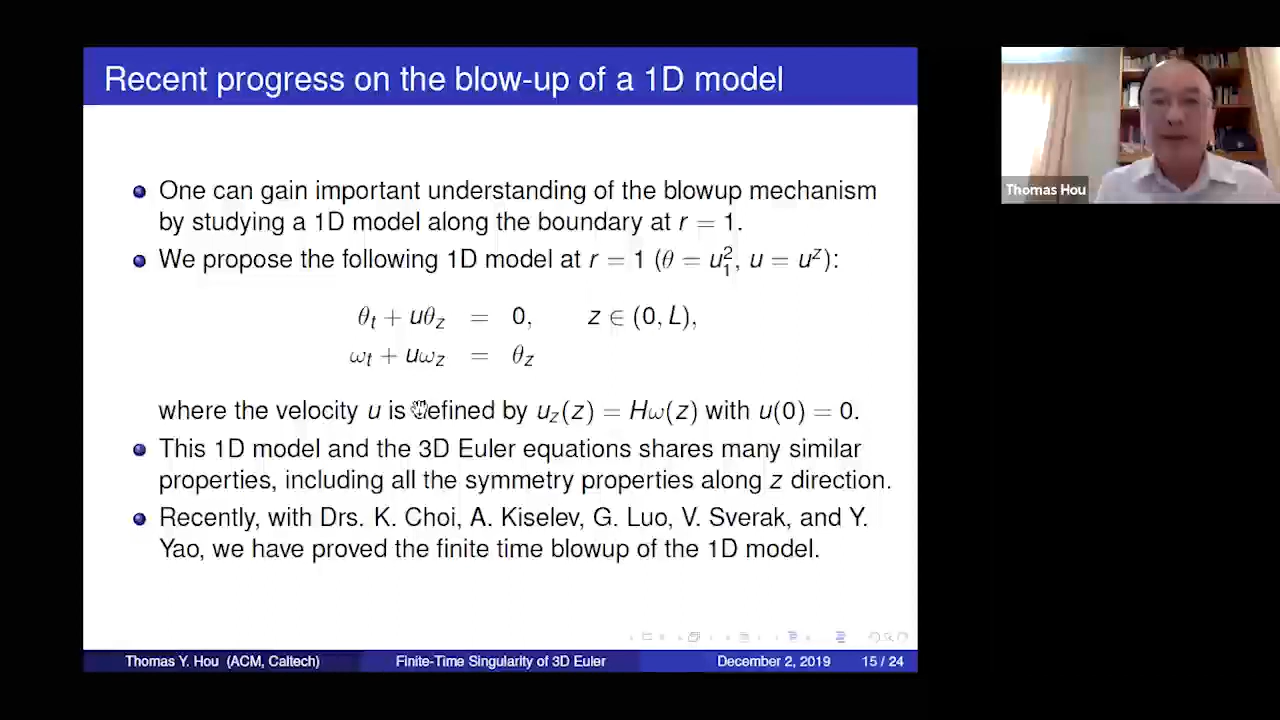 Recent progress on the blow-up of a 1D model
One can gain important understanding of the blowup mechanism
by studying a 1D model along the boundary at r = 1.
We propose the following 1D model at r = 1 (θ = u₁², u = uᶻ):
θₜ + uθ_z = 0, z ∈ (0, L),
ωₜ + uω_z = θ_z
where the velocity u is defined by u_z(z) = Hω(z) with u(0) = 0.
This 1D model and the 3D Euler equations shares many similar
properties, including all the symmetry properties along z direction.
Recently, with Drs. K. Choi, A. Kiselev, G. Luo, V. Sverak, and Y.
Yao, we have proved the finite time blowup of the 1D model.
Thomas Y. Hou (ACM, Caltech) Finite-Time Singularity of 3D Euler December 2, 2019 15 / 24
Thomas Hou